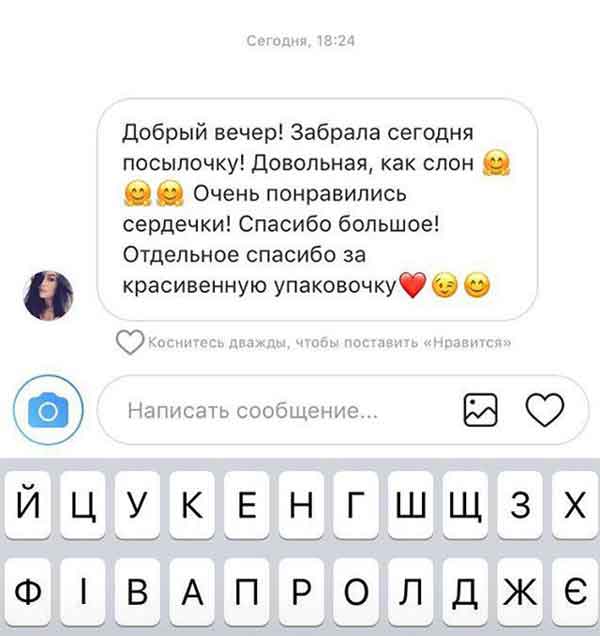 Сегодня, 18:24
Добрый вечер! Забрала сегодня
посылочку! Довольная, как слон 🤗
🤗🤗 Очень понравились
сердечки! Спасибо большое!
Отдельное спасибо за
красивенную упаковочку❤️😉😊
Коснитесь дважды, чтобы поставить «Нравится»
Написать сообщение...
Й Ц У К Е Н Г Ш Щ З Х
Ф І В А П Р О Л Д Ж Є